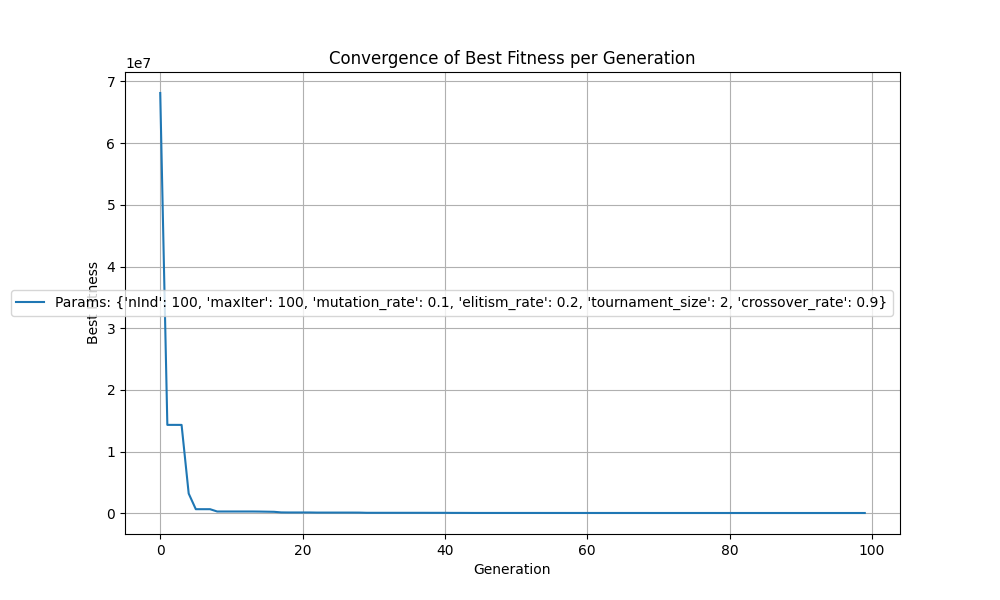 Convergence of Best Fitness per Generation
1e7
7
6
5
4
3
2
1
0
Best Fitness
Params: {'nInd': 100, 'maxIter': 100, 'mutation_rate': 0.1, 'elitism_rate': 0.2, 'tournament_size': 2, 'crossover_rate': 0.9}
0 20 40 60 80 100
Generation